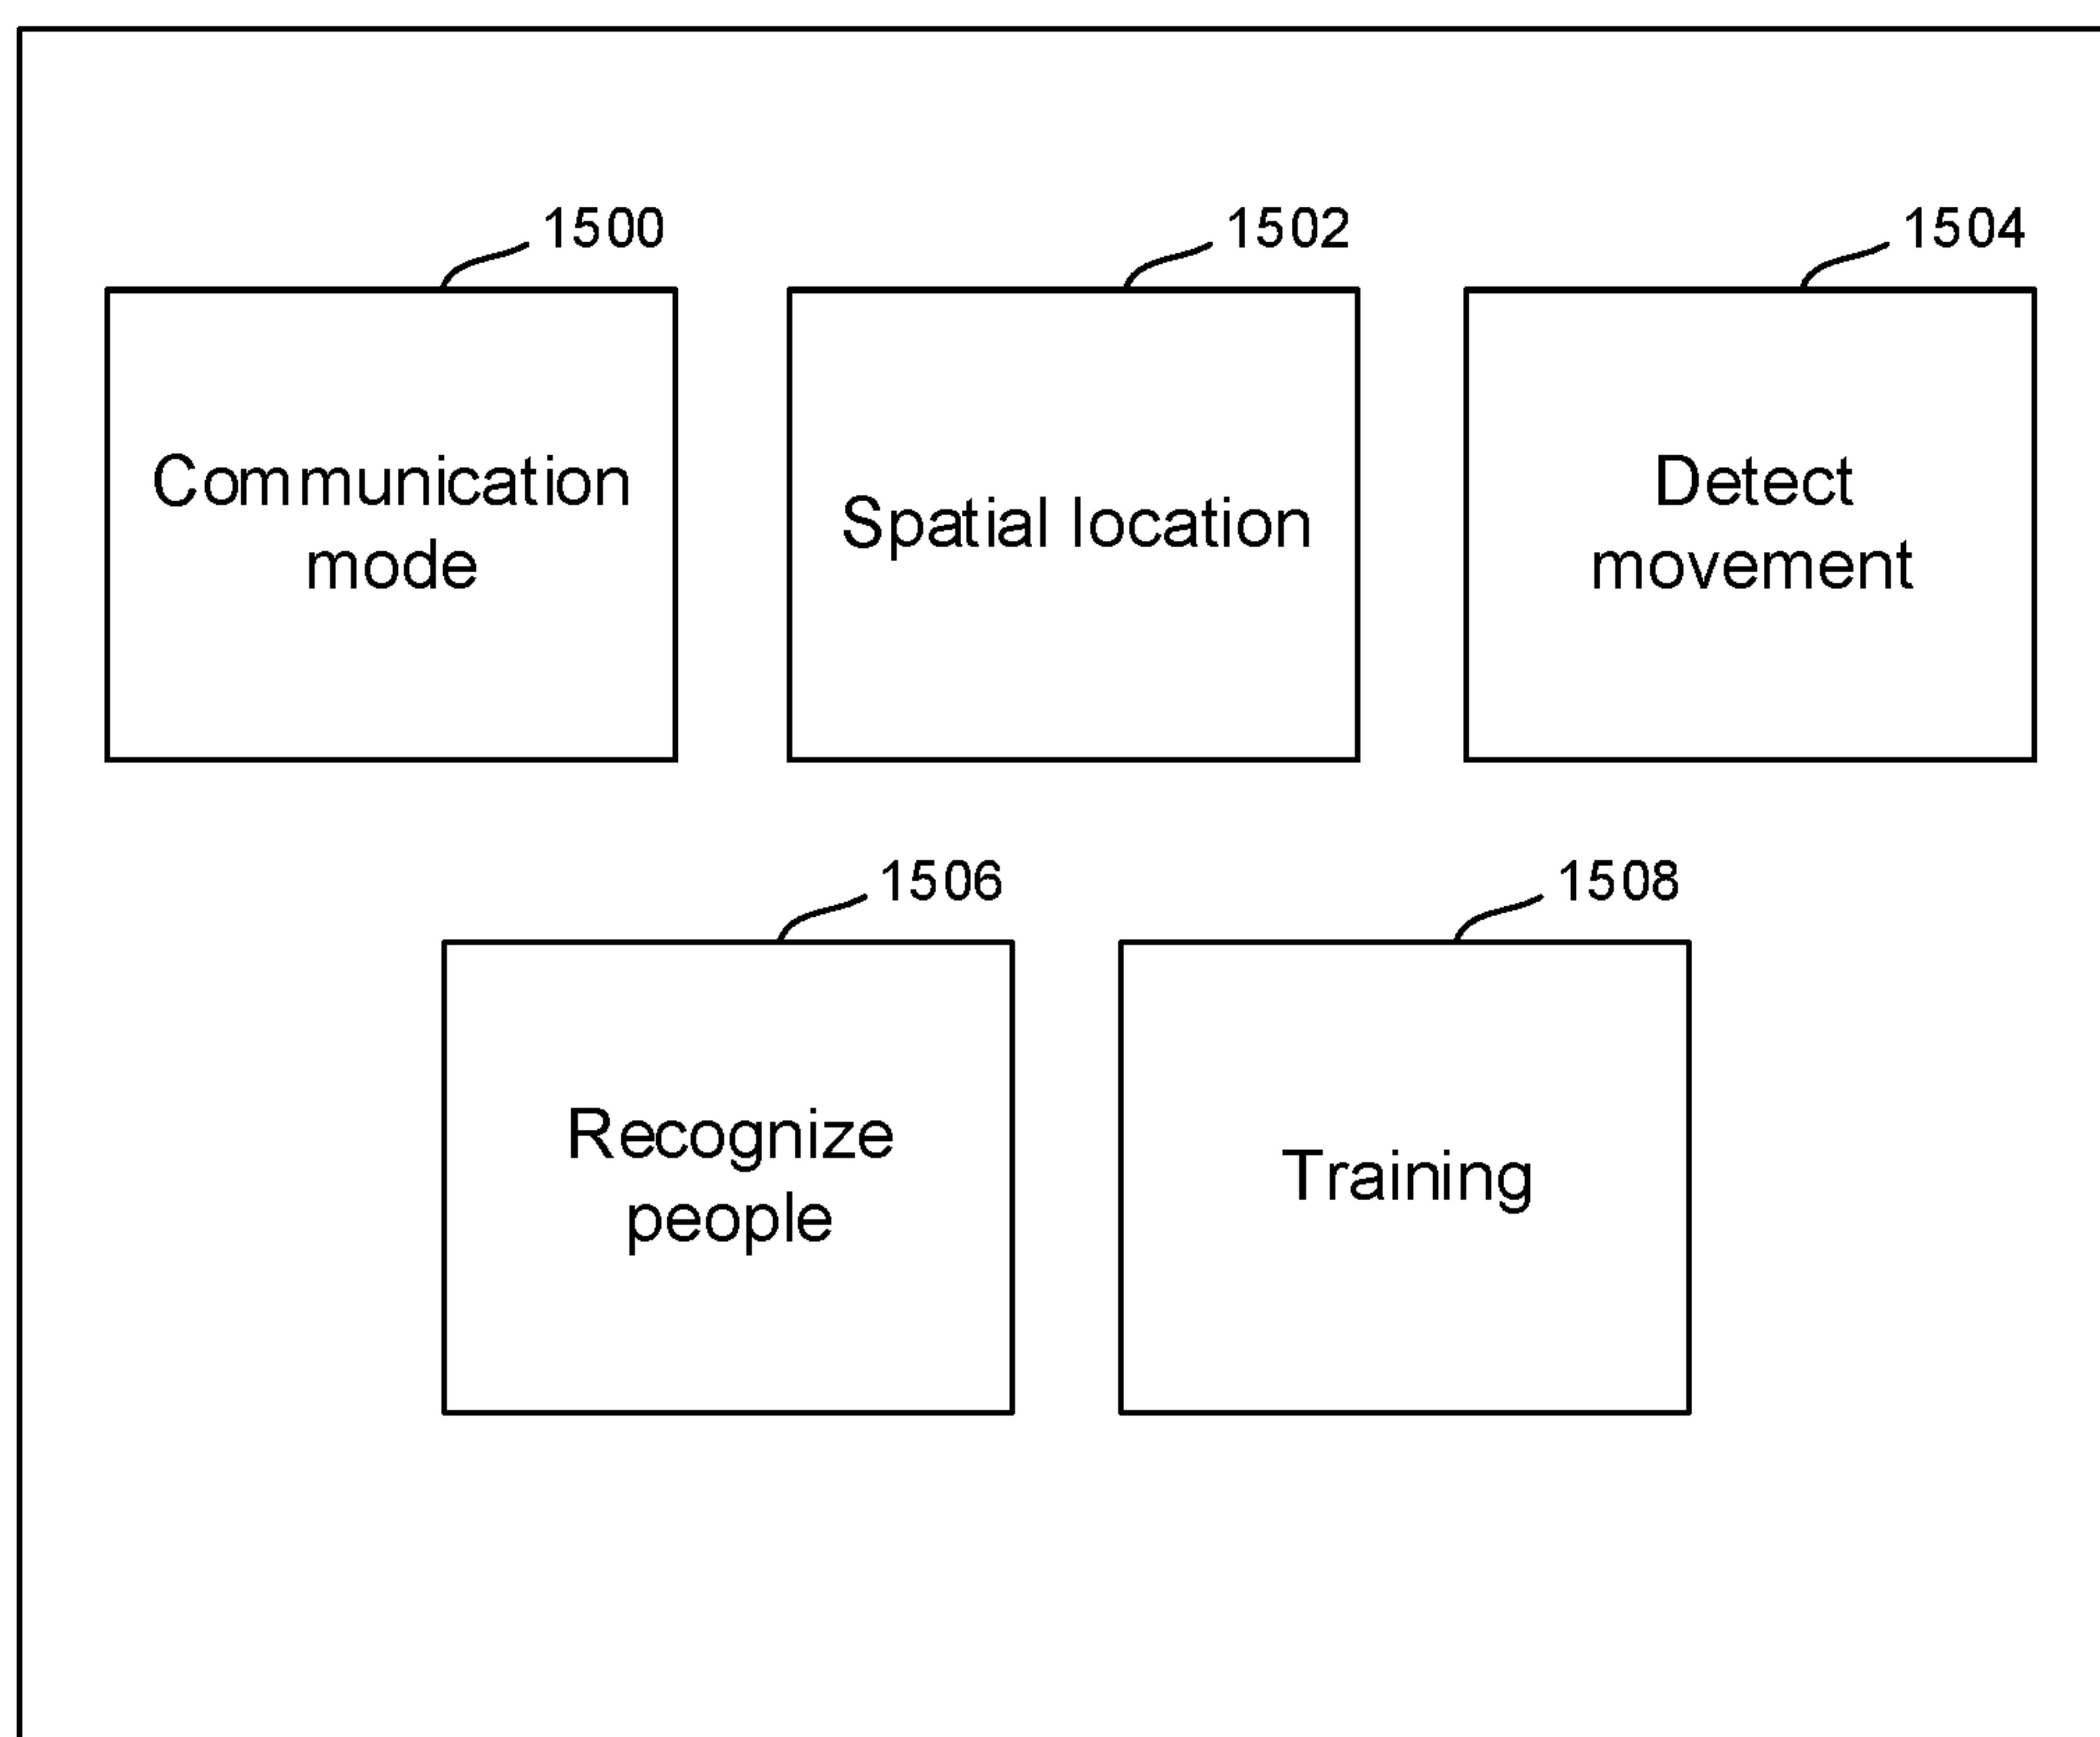 1500
Communication
mode
1502
Spatial location
1504
Detect
movement
1506
Recognize
people
1508
Training